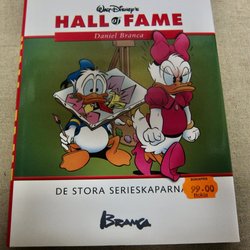 Walt Disney's
HALL of FAME
Daniel Branca
DE STORA SERIESKAPARNA
99:00
Branca